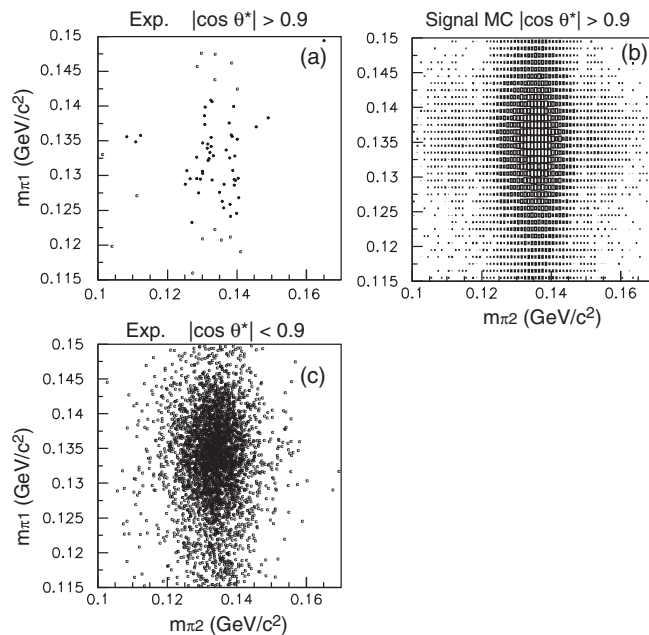 Exp. |cos θ*| > 0.9
Signal MC |cos θ*| > 0.9
(a)
(b)
mπ1 (GeV/c²)
0.15
0.145
0.14
0.135
0.13
0.125
0.12
0.115
0.1 0.12 0.14 0.16
mπ1 (GeV/c²)
0.15
0.145
0.14
0.135
0.13
0.125
0.12
0.115
0.1 0.12 0.14 0.16
mπ2 (GeV/c²)
Exp. |cos θ*| < 0.9
(c)
mπ1 (GeV/c²)
0.15
0.145
0.14
0.135
0.13
0.125
0.12
0.115
0.1 0.12 0.14 0.16
mπ2 (GeV/c²)